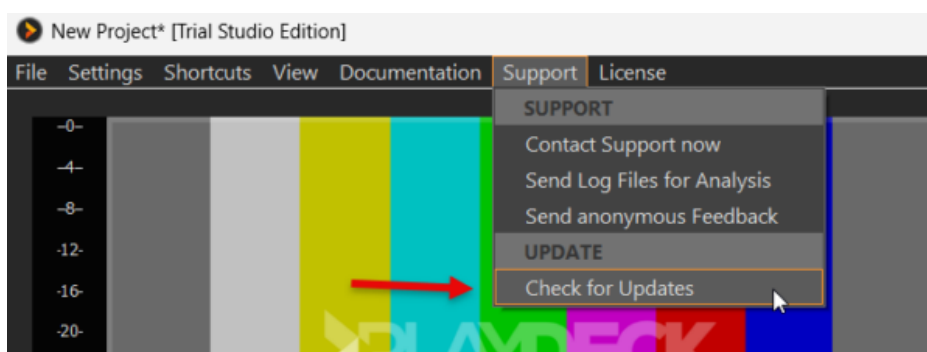 New Project* [Trial Studio Edition]
File Settings Shortcuts View Documentation Support License
SUPPORT
Contact Support now
Send Log Files for Analysis
Send anonymous Feedback
UPDATE
Check for Updates
-0-
-4-
-8-
-12-
-16-
-20-
PLAYDECK